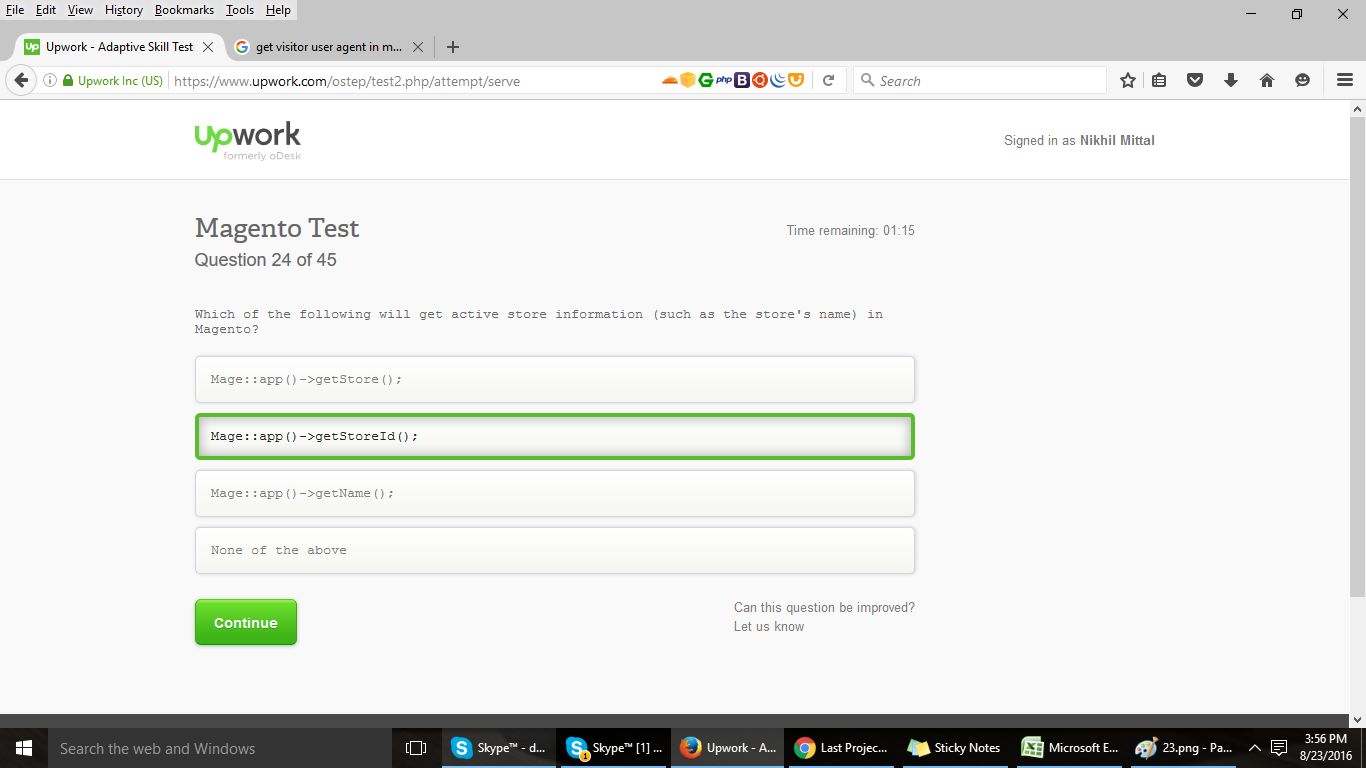 File Edit View History Bookmarks Tools Help
Up Upwork - Adaptive Skill Test
get visitor user agent in m...
Upwork Inc (US)
https://www.upwork.com/ostep/test2.php/attempt/serve
php
B
Search
upwork
formerly oDesk
Signed in as Nikhil Mittal
Magento Test
Time remaining: 01:15
Question 24 of 45
Which of the following will get active store information (such as the store's name) in
Magento?
Mage::app()->getStore();
Mage::app()->getStoreId();
Mage::app()->getName();
None of the above
Continue
Can this question be improved?
Let us know
Search the web and Windows
Skype™ - d...
Skype™ [1] ...
Upwork - A...
Last Projec...
Sticky Notes
Microsoft E...
23.png - Pa...
3:56 PM
8/23/2016